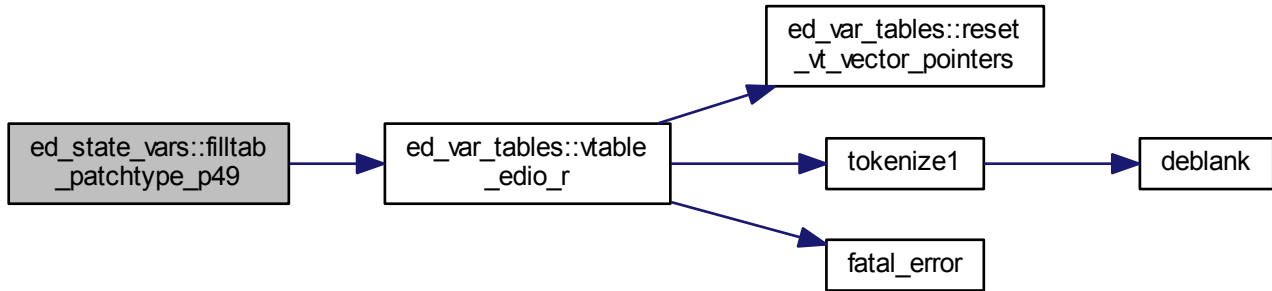 ed_state_vars::filltab
_patchtype_p49
ed_var_tables::vtable
_edio_r
ed_var_tables::reset
_vt_vector_pointers
tokenize1
deblank
fatal_error